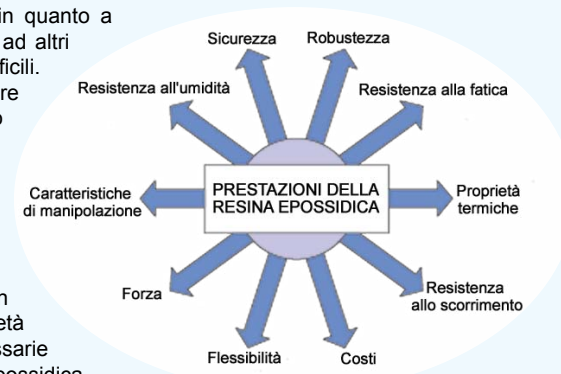 in quanto a
ad altri
ficili.
re
o
Sicurezza
Robustezza
Resistenza all'umidità
Resistenza alla fatica
Caratteristiche
di manipolazione
PRESTAZIONI DELLA
RESINA EPOSSIDICA
Proprietà
termiche
Forza
Resistenza
allo scorrimento
Flessibilità
Costi
n
età
ssarie